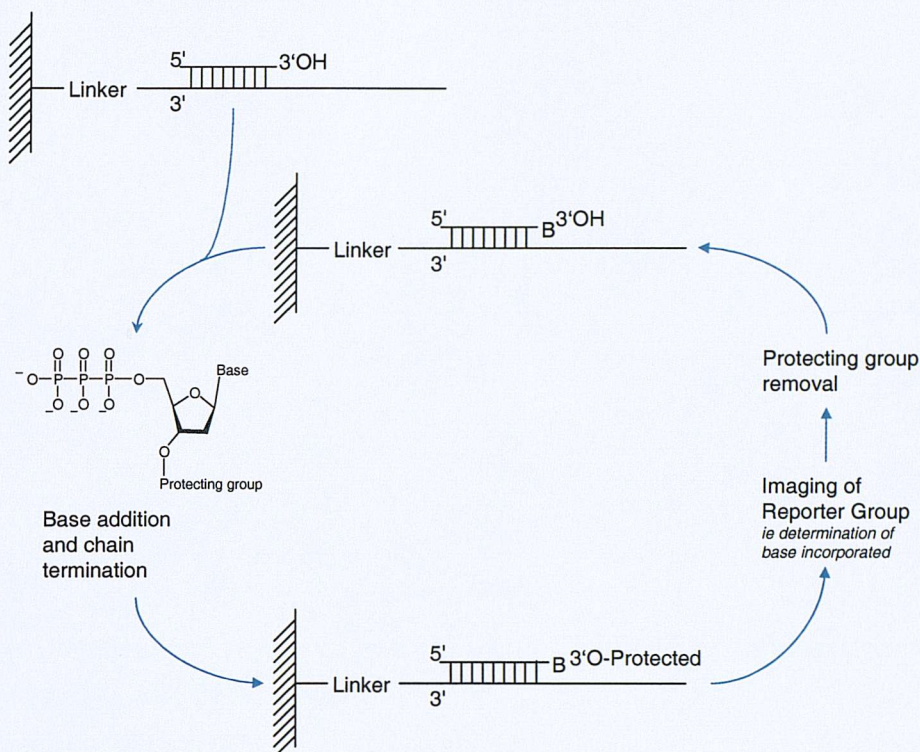 5'
3'OH
Linker
3'
5'
B
3'OH
Linker
3'
- O P P P O
O O O
-O -O -O
O
Base
O
Protecting group
Protecting group
removal
Imaging of
Reporter Group
ie determination of
base incorporated
Base addition
and chain
termination
5'
B
3'O-Protected
Linker
3'